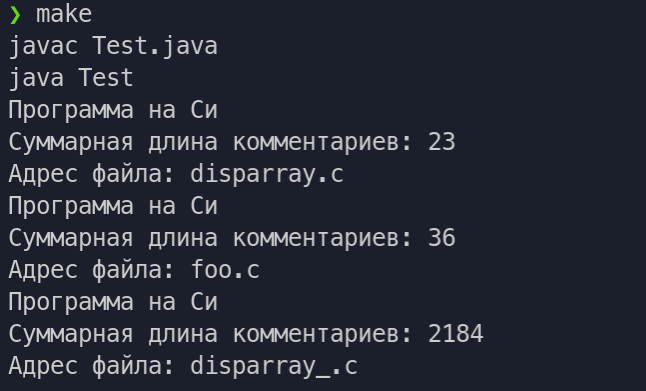 ❯ make
javac Test.java
java Test
Программа на Си
Суммарная длина комментариев: 23
Адрес файла: disparray.c
Программа на Си
Суммарная длина комментариев: 36
Адрес файла: foo.c
Программа на Си
Суммарная длина комментариев: 2184
Адрес файла: disparray_.c